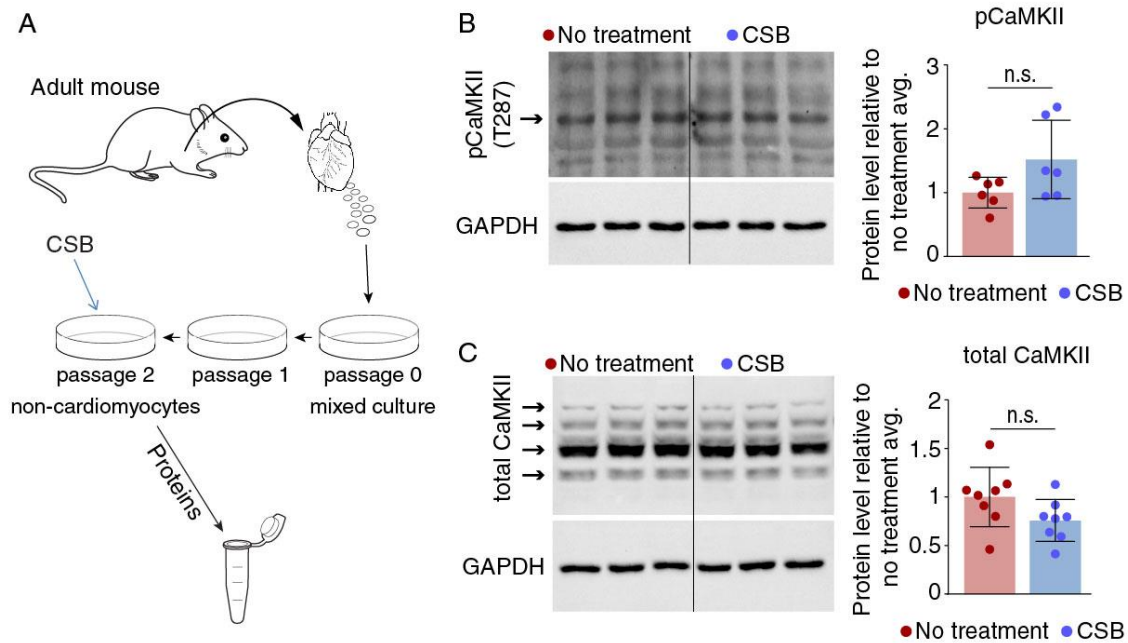 A
Adult mouse
CSB
passage 2
passage 1
passage 0
non-cardiomyocytes
mixed culture
Proteins
B
No treatment
CSB
pCaMKII
(T287)
GAPDH
pCaMKII
Protein level relative to
no treatment avg.
3
2
1
0
n.s.
No treatment
CSB
C
No treatment
CSB
total CaMKII
GAPDH
total CaMKII
Protein level relative to
no treatment avg.
2
1.5
1
0.5
0
n.s.
No treatment
CSB